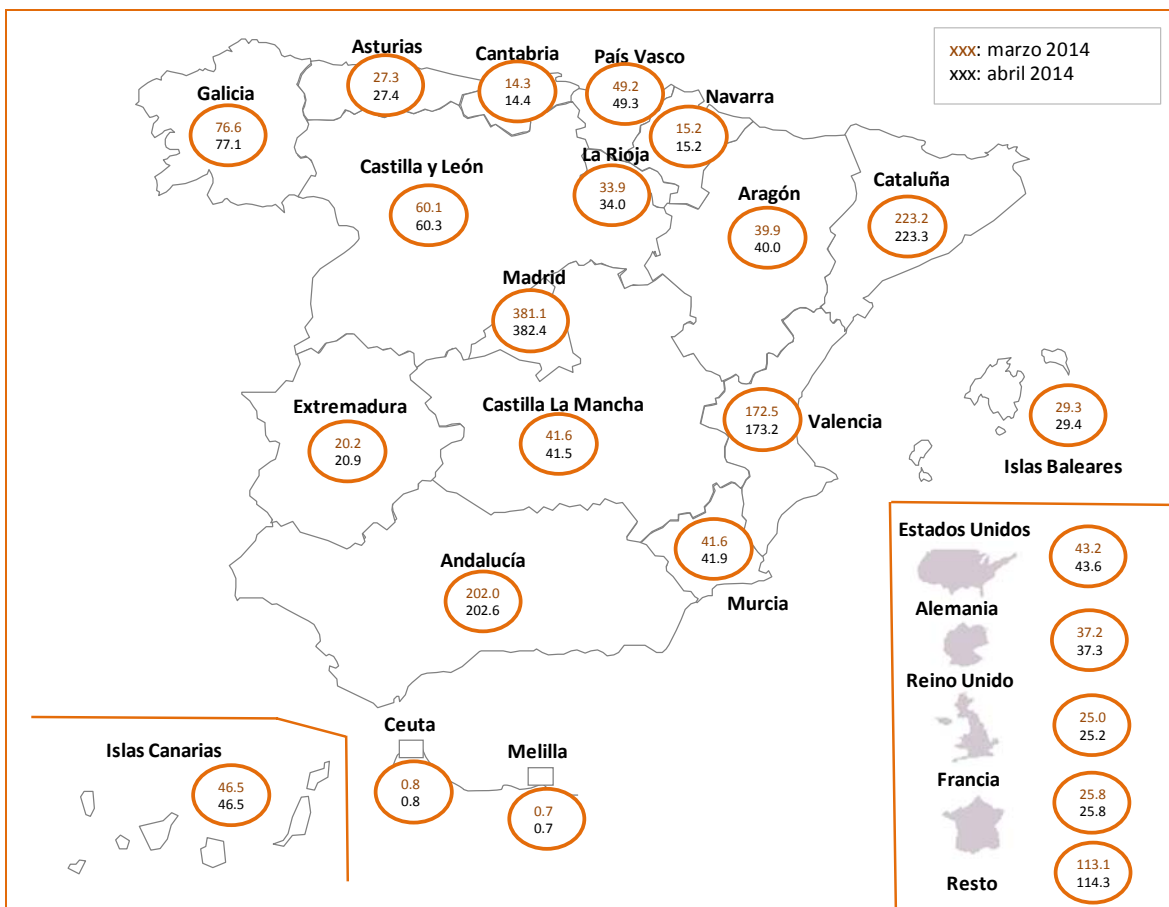 xxx: marzo 2014
xxx: abril 2014
Asturias
27.3
27.4
Cantabria
14.3
14.4
País Vasco
49.2
49.3
Navarra
15.2
15.2
Galicia
76.6
77.1
Castilla y León
60.1
60.3
La Rioja
33.9
34.0
Aragón
39.9
40.0
Cataluña
223.2
223.3
Madrid
381.1
382.4
Extremadura
20.2
20.9
Castilla La Mancha
41.6
41.5
172.5
173.2
Valencia
29.3
29.4
Islas Baleares
Andalucía
202.0
202.6
41.6
41.9
Murcia
Estados Unidos
43.2
43.6
Alemania
37.2
37.3
Reino Unido
25.0
25.2
Francia
25.8
25.8
Resto
113.1
114.3
Islas Canarias
46.5
46.5
Ceuta
0.8
0.8
Melilla
0.7
0.7